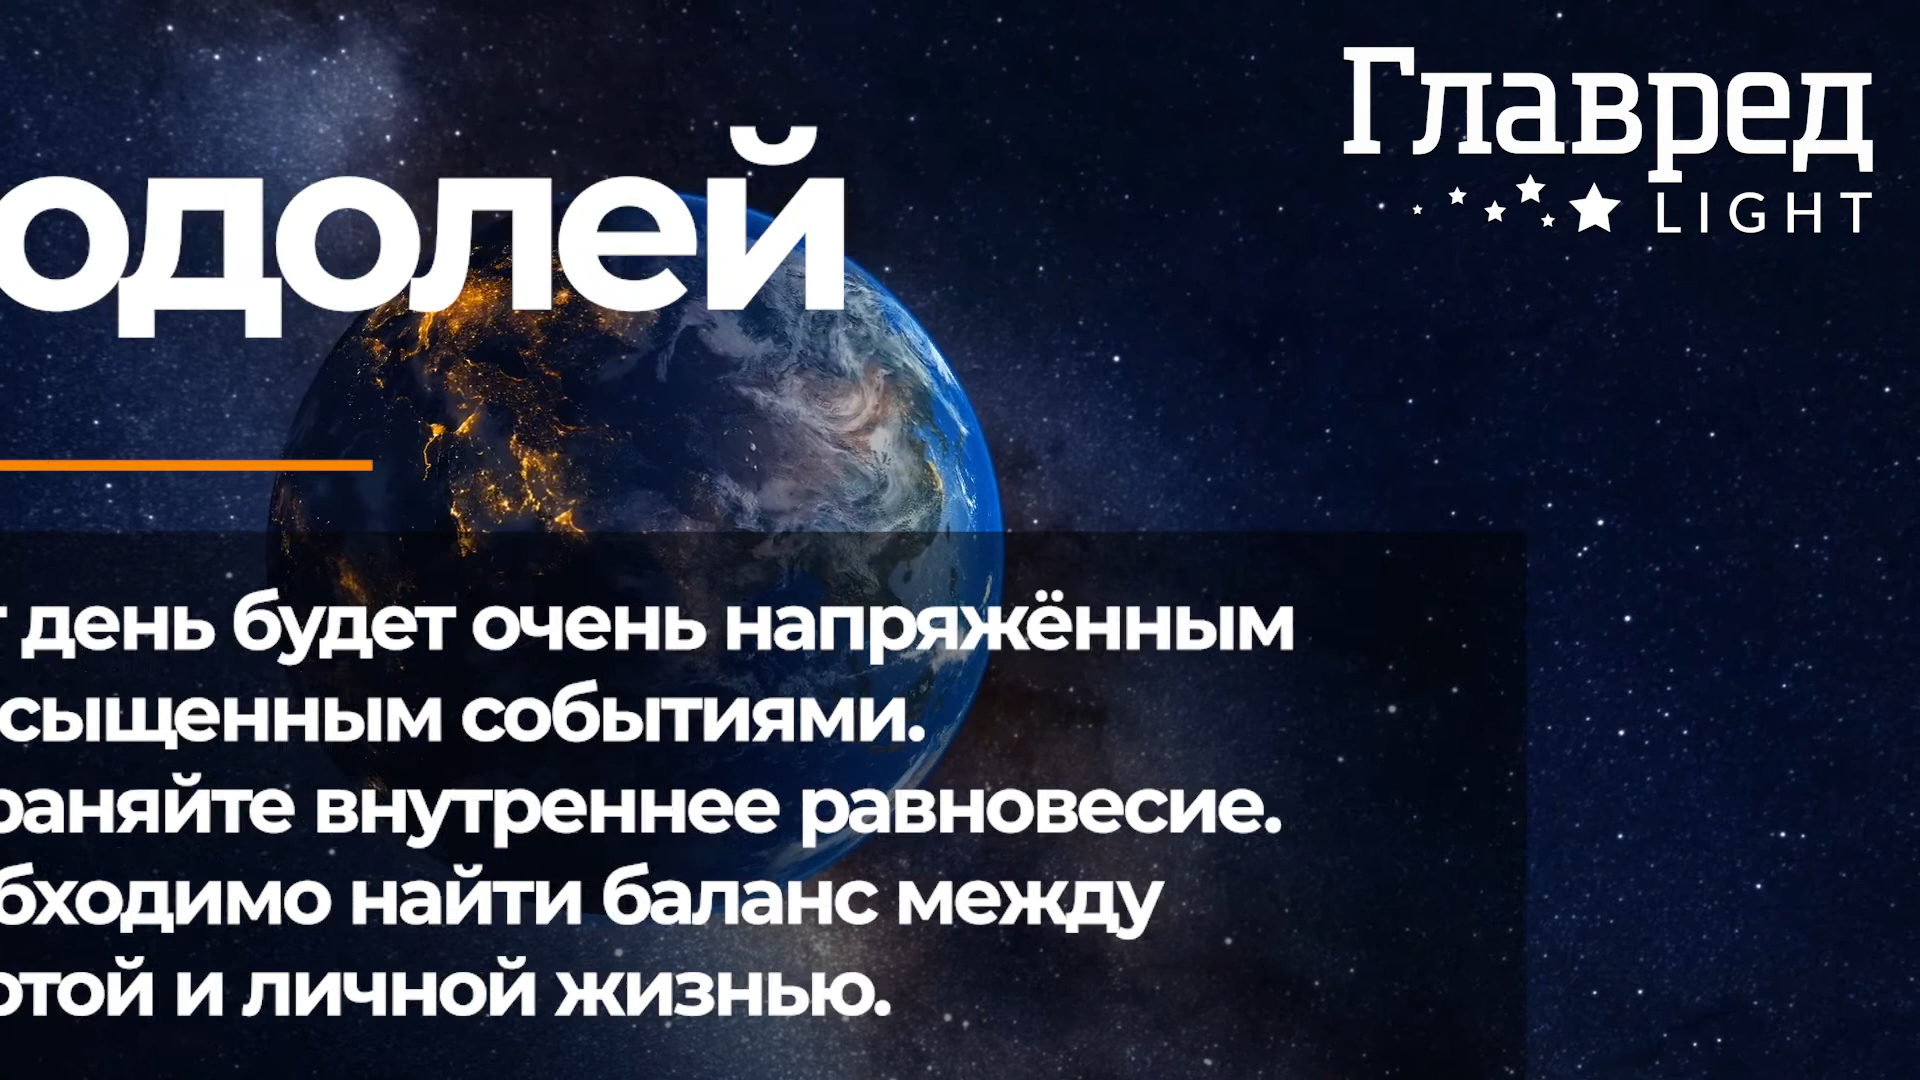 Главред
LIGHT
одолей
день будет очень напряжённым
сыщенным событиями.
раняйте внутреннее равновесие.
бходимо найти баланс между
отой и личной жизнью.